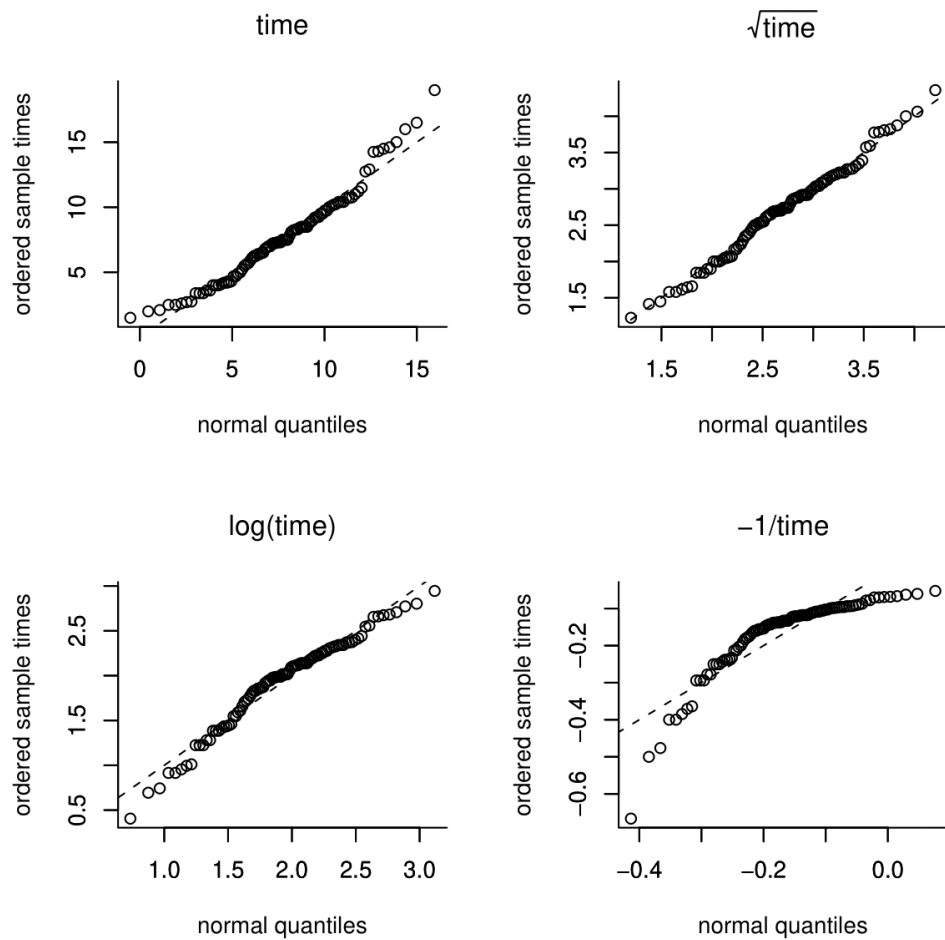 time
ordered sample times
15
10
5
0 5 10 15
normal quantiles
√time
ordered sample times
3.5
2.5
1.5
1.5 2.5 3.5
normal quantiles
log(time)
ordered sample times
2.5
1.5
0.5
1.0 1.5 2.0 2.5 3.0
normal quantiles
−1/time
ordered sample times
−0.2
−0.4
−0.6
−0.4 −0.2 0.0
normal quantiles